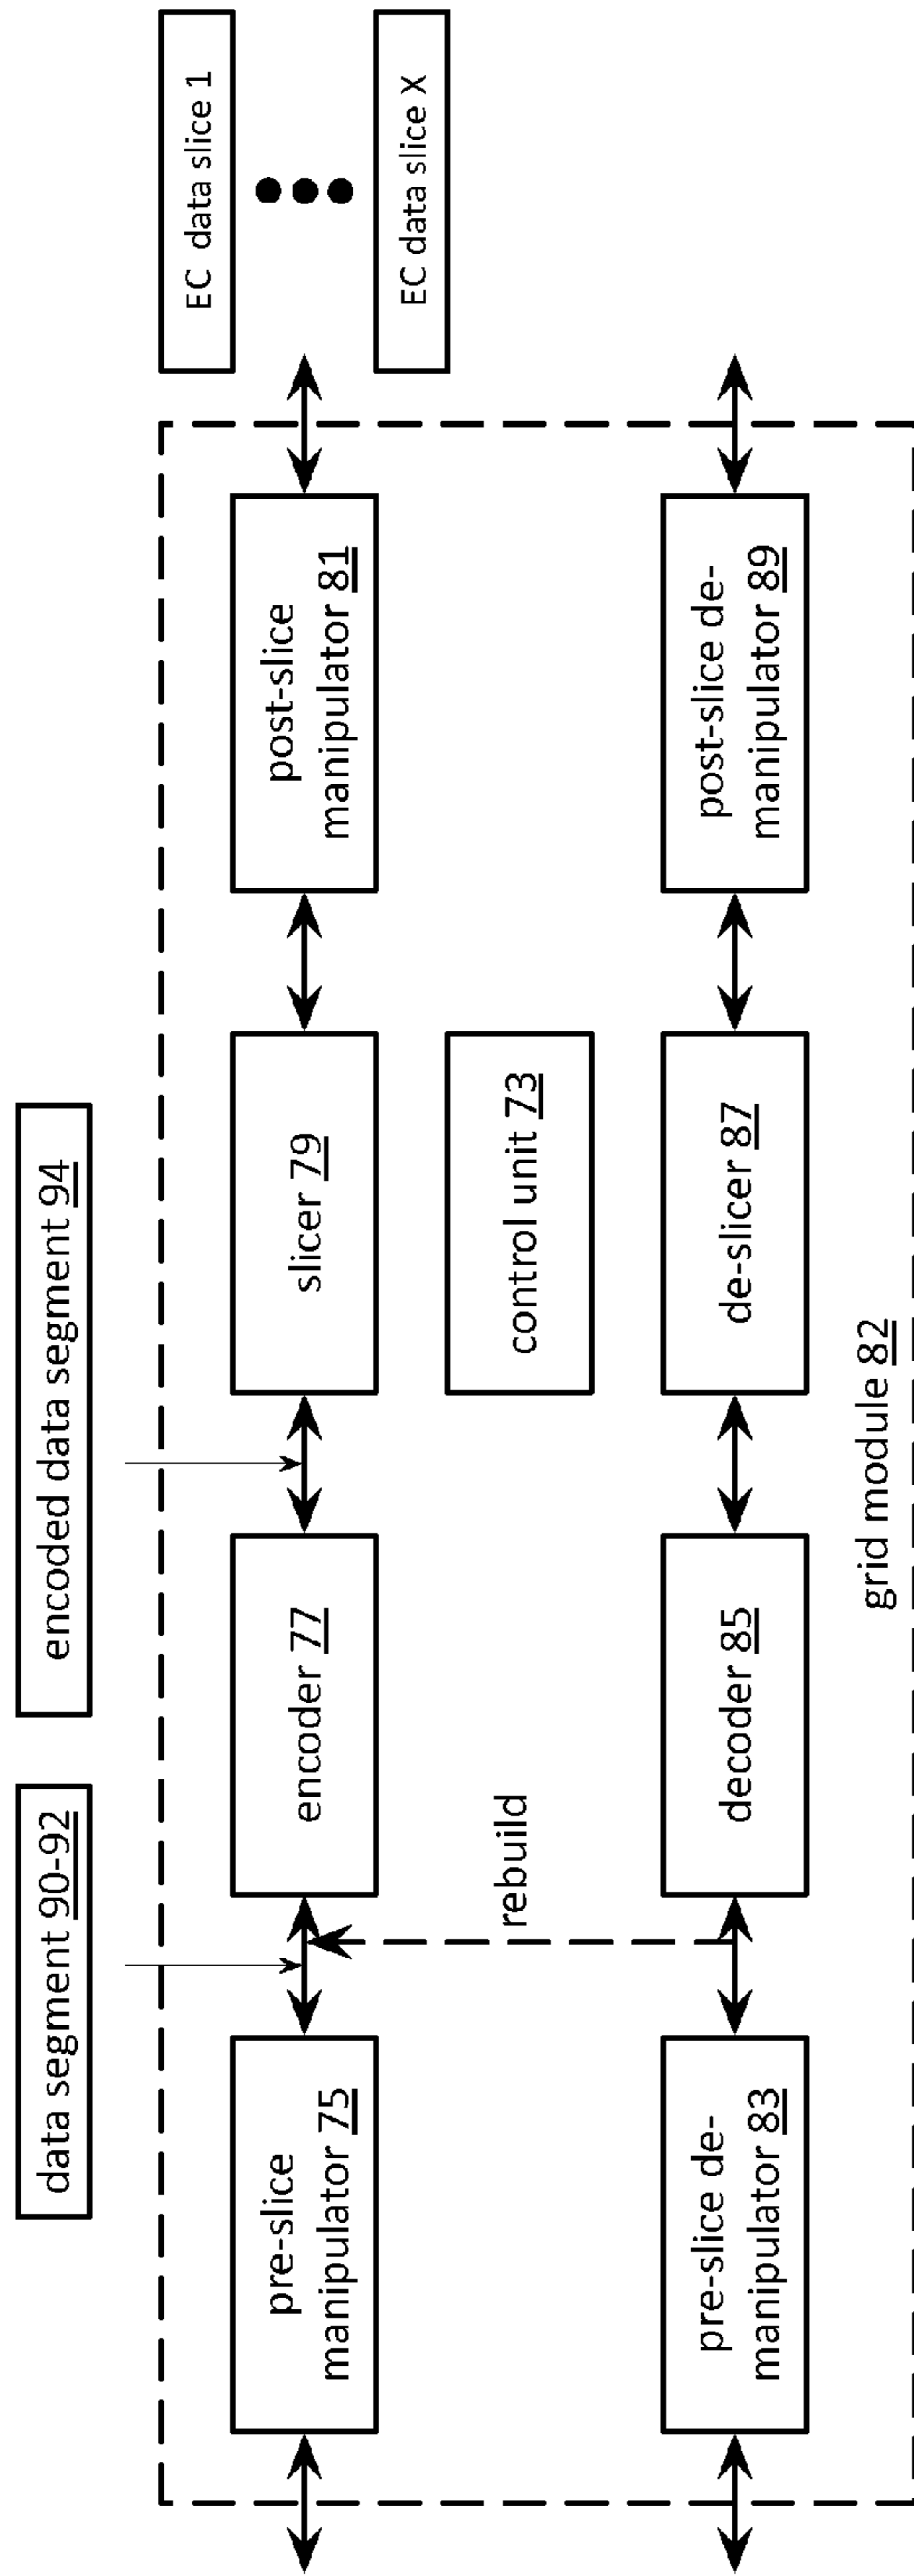 data segment 90-92
encoded data segment 94
pre-slice
manipulator 75
encoder 77
slicer 79
post-slice
manipulator 81
EC data slice 1
EC data slice X
rebuild
control unit 73
pre-slice de-
manipulator 83
decoder 85
de-slicer 87
post-slice de-
manipulator 89
grid module 82